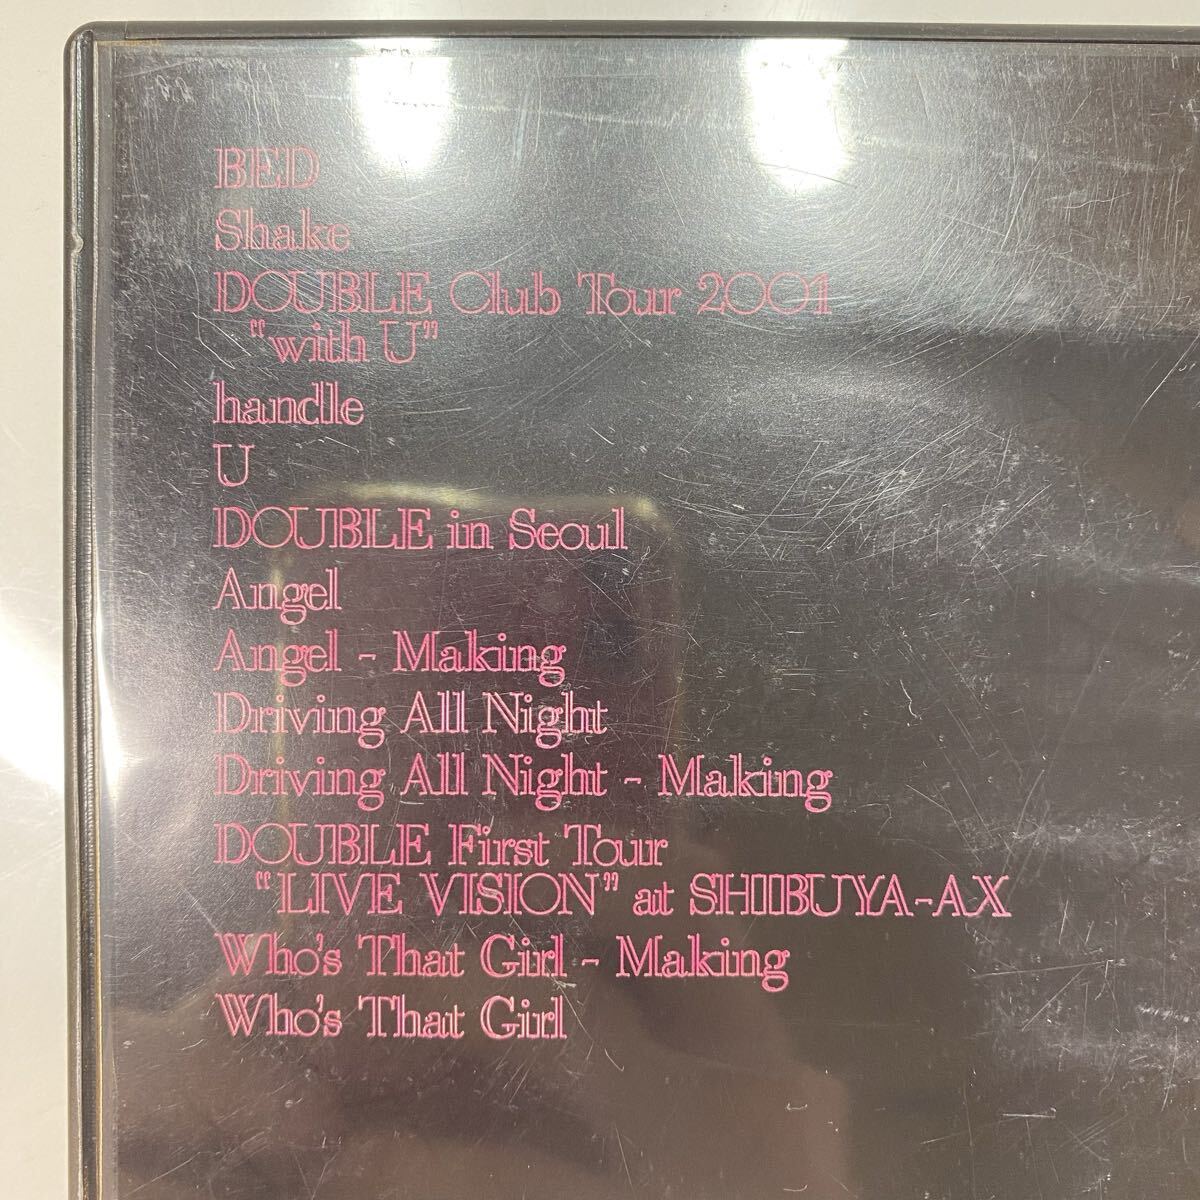 BED
Shake
DOUBLE Club Tour 2001
"with U"
handle
U
DOUBLE in Seoul
Angel
Angel - Making
Driving All Night
Driving All Night - Making
DOUBLE First Tour
"LIVE VISION" at SHIBUYA-AX
Who's That Girl - Making
Who's That Girl